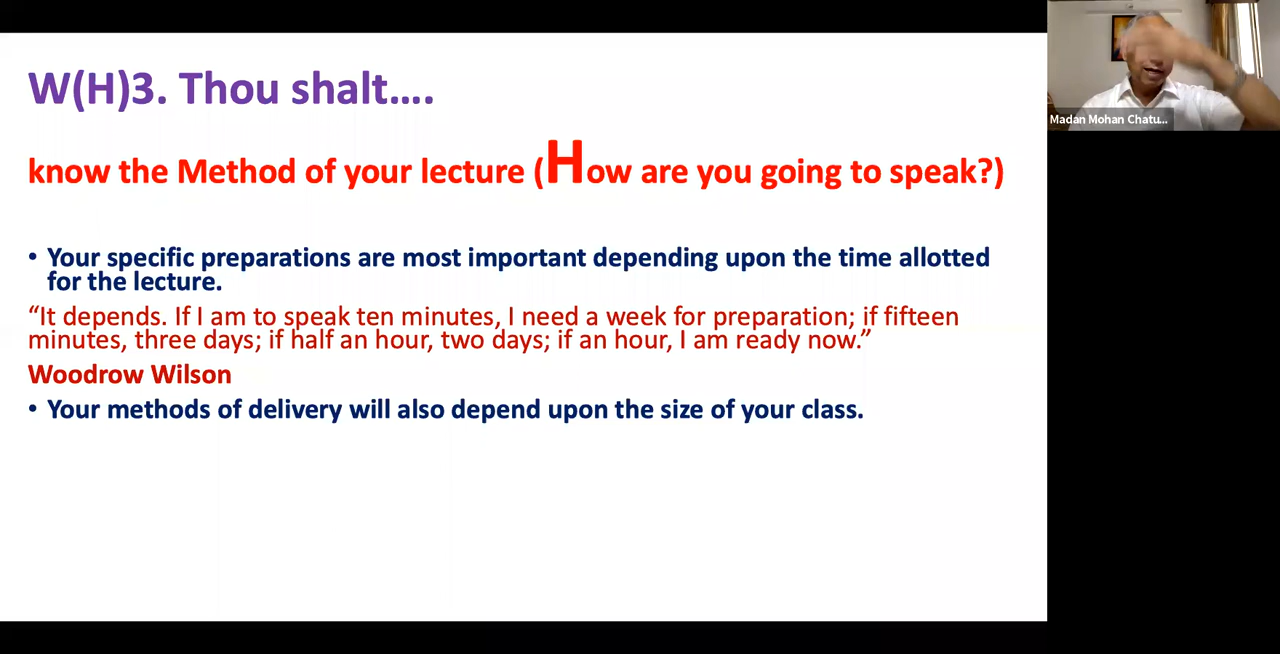 W(H)3. Thou shalt....
know the Method of your lecture (How are you going to speak?)
• Your specific preparations are most important depending upon the time allotted
for the lecture.
“It depends. If I am to speak ten minutes, I need a week for preparation; if fifteen
minutes, three days; if half an hour, two days; if an hour, I am ready now.”
Woodrow Wilson
• Your methods of delivery will also depend upon the size of your class.
Madan Mohan Chatu...